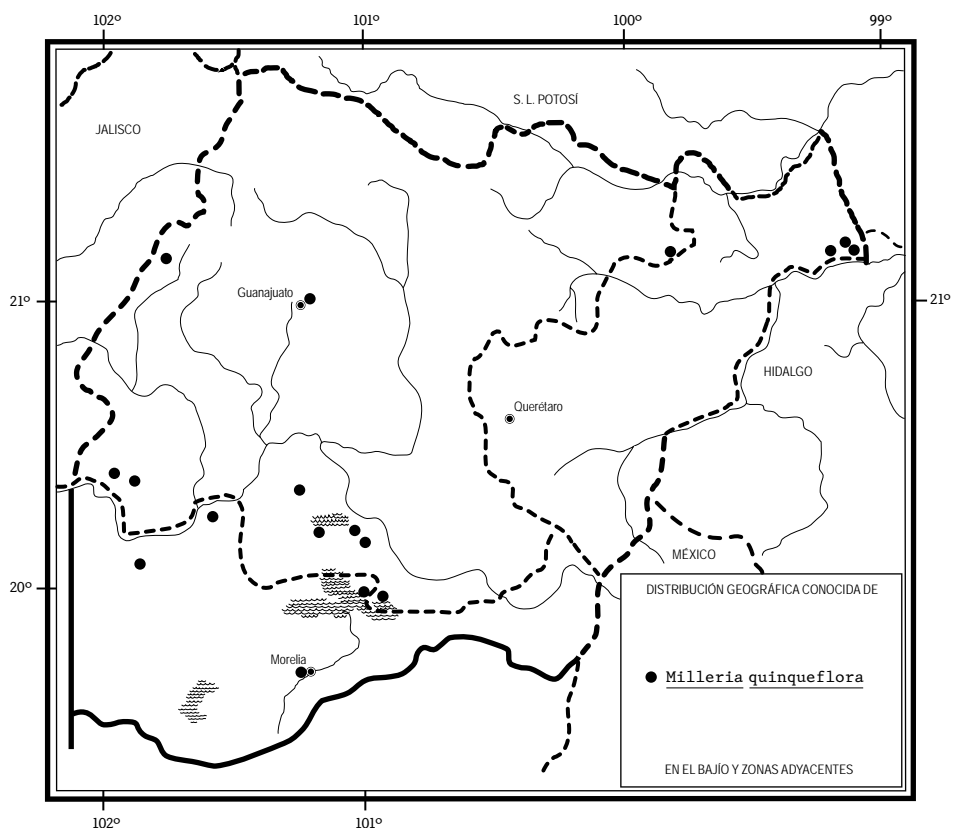 102º 101º 100º 99º
S. L. POTOSÍ
JALISCO
Guanajuato
21º 21º
HIDALGO
Querétaro
MÉXICO
20º
DISTRIBUCIÓN GEOGRÁFICA CONOCIDA DE
Morelia
Milleria quinqueflora
EN EL BAJÍO Y ZONAS ADYACENTES
102º 101º